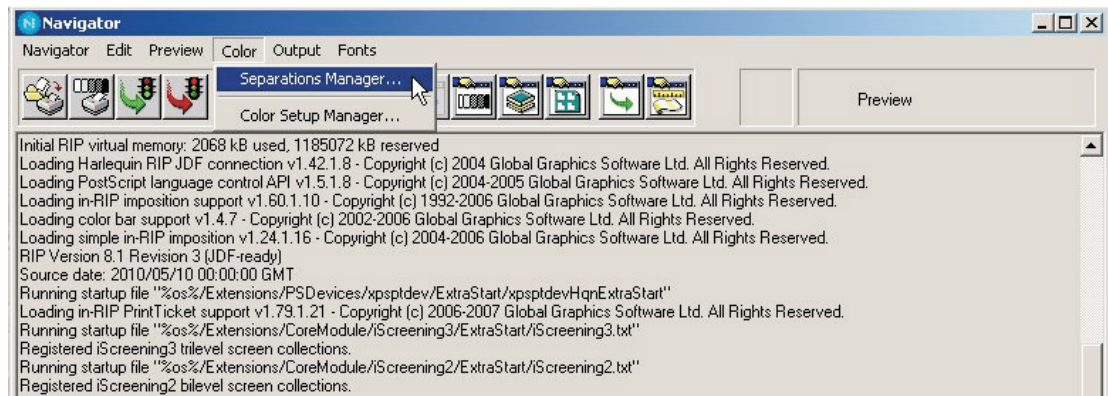 Navigator
Navigator Edit Preview Color Output Fonts
Separations Manager...
Color Setup Manager...
Preview
Initial RIP virtual memory: 2068 kB used, 1185072 kB reserved
Loading Harlequin RIP JDF connection v1.42.1.8 - Copyright (c) 2004 Global Graphics Software Ltd. All Rights Reserved.
Loading PostScript language control API v1.5.1.8 - Copyright (c) 2004-2005 Global Graphics Software Ltd. All Rights Reserved.
Loading in-RIP imposition support v1.60.1.10 - Copyright (c) 1992-2006 Global Graphics Software Ltd. All Rights Reserved.
Loading color bar support v1.4.7 - Copyright (c) 2002-2006 Global Graphics Software Ltd. All Rights Reserved.
Loading simple in-RIP imposition v1.24.1.16 - Copyright (c) 2004-2006 Global Graphics Software Ltd. All Rights Reserved.
RIP Version 8.1 Revision 3 (JDF-ready)
Source date: 2010/05/10 00:00:00 GMT
Running startup file "%os%/Extensions/PSDevices/xpsptdev/ExtraStart/xpsptdevHqnExtraStart"
Loading in-RIP PrintTicket support v1.79.1.21 - Copyright (c) 2006-2007 Global Graphics Software Ltd. All Rights Reserved.
Running startup file "%os%/Extensions/CoreModule/iScreening3/ExtraStart/iScreening3.txt"
Registered iScreening3 trilevel screen collections.
Running startup file "%os%/Extensions/CoreModule/iScreening2/ExtraStart/iScreening2.txt"
Registered iScreening2 bilevel screen collections.